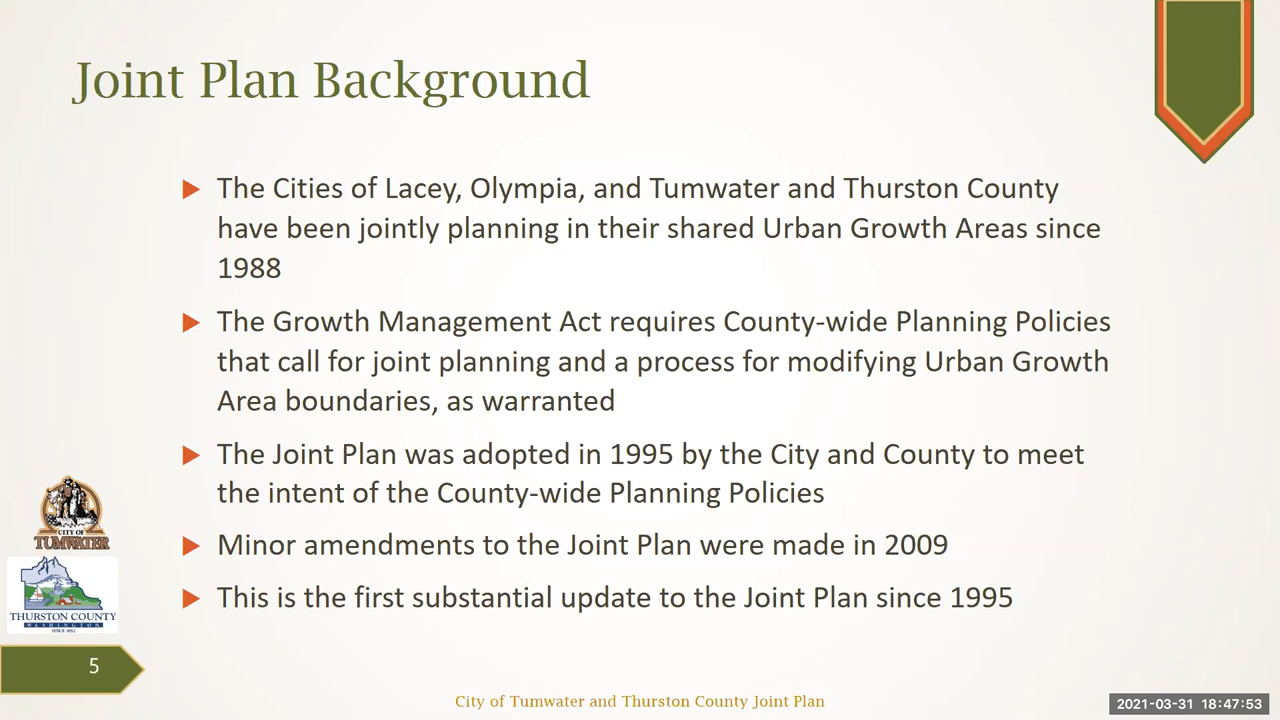 Joint Plan Background
The Cities of Lacey, Olympia, and Tumwater and Thurston County
have been jointly planning in their shared Urban Growth Areas since
1988
The Growth Management Act requires County-wide Planning Policies
that call for joint planning and a process for modifying Urban Growth
Area boundaries, as warranted
The Joint Plan was adopted in 1995 by the City and County to meet
the intent of the County-wide Planning Policies
Minor amendments to the Joint Plan were made in 2009
This is the first substantial update to the Joint Plan since 1995
CITY OF
TUMWATER
THURSTON COUNTY
WASHINGTON
SINCE 1852
5
City of Tumwater and Thurston County Joint Plan
2021-03-31 18:47:53